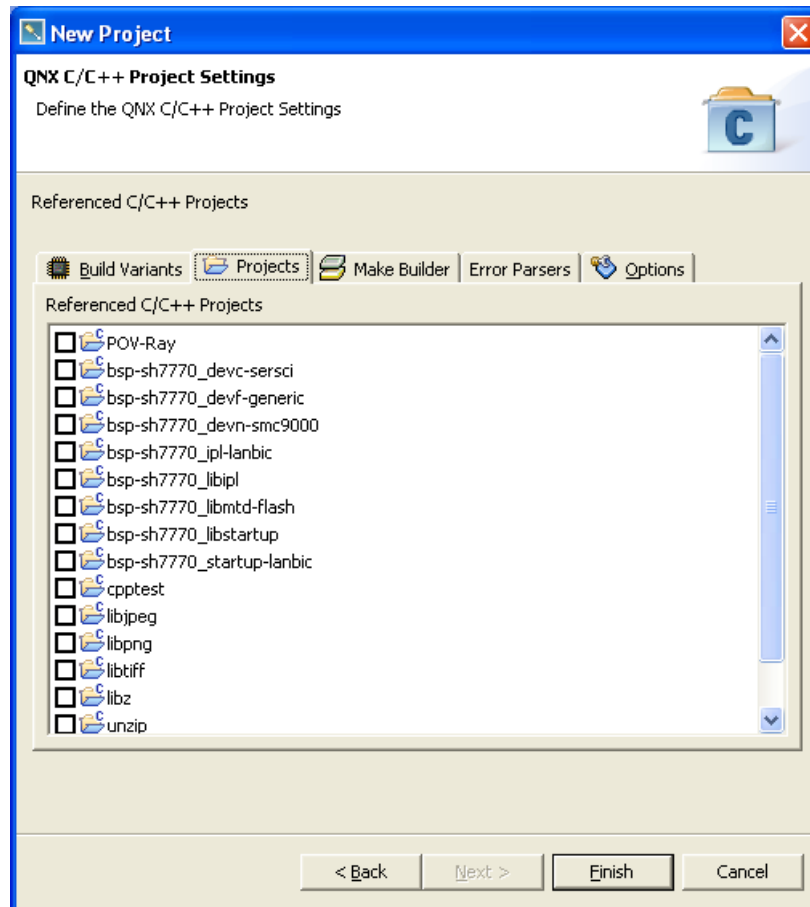 New Project
QNX C/C++ Project Settings
Define the QNX C/C++ Project Settings
C
Referenced C/C++ Projects
Build Variants Projects Make Builder Error Parsers Options
Referenced C/C++ Projects
POV-Ray
bsp-sh7770_devc-sersci
bsp-sh7770_devf-generic
bsp-sh7770_devn-smc9000
bsp-sh7770_ipl-lanbic
bsp-sh7770_libipl
bsp-sh7770_libmtd-flash
bsp-sh7770_libstartup
bsp-sh7770_startup-lanbic
cpptest
libjpeg
libpng
libtiff
libz
unzip
< Back Next > Finish Cancel